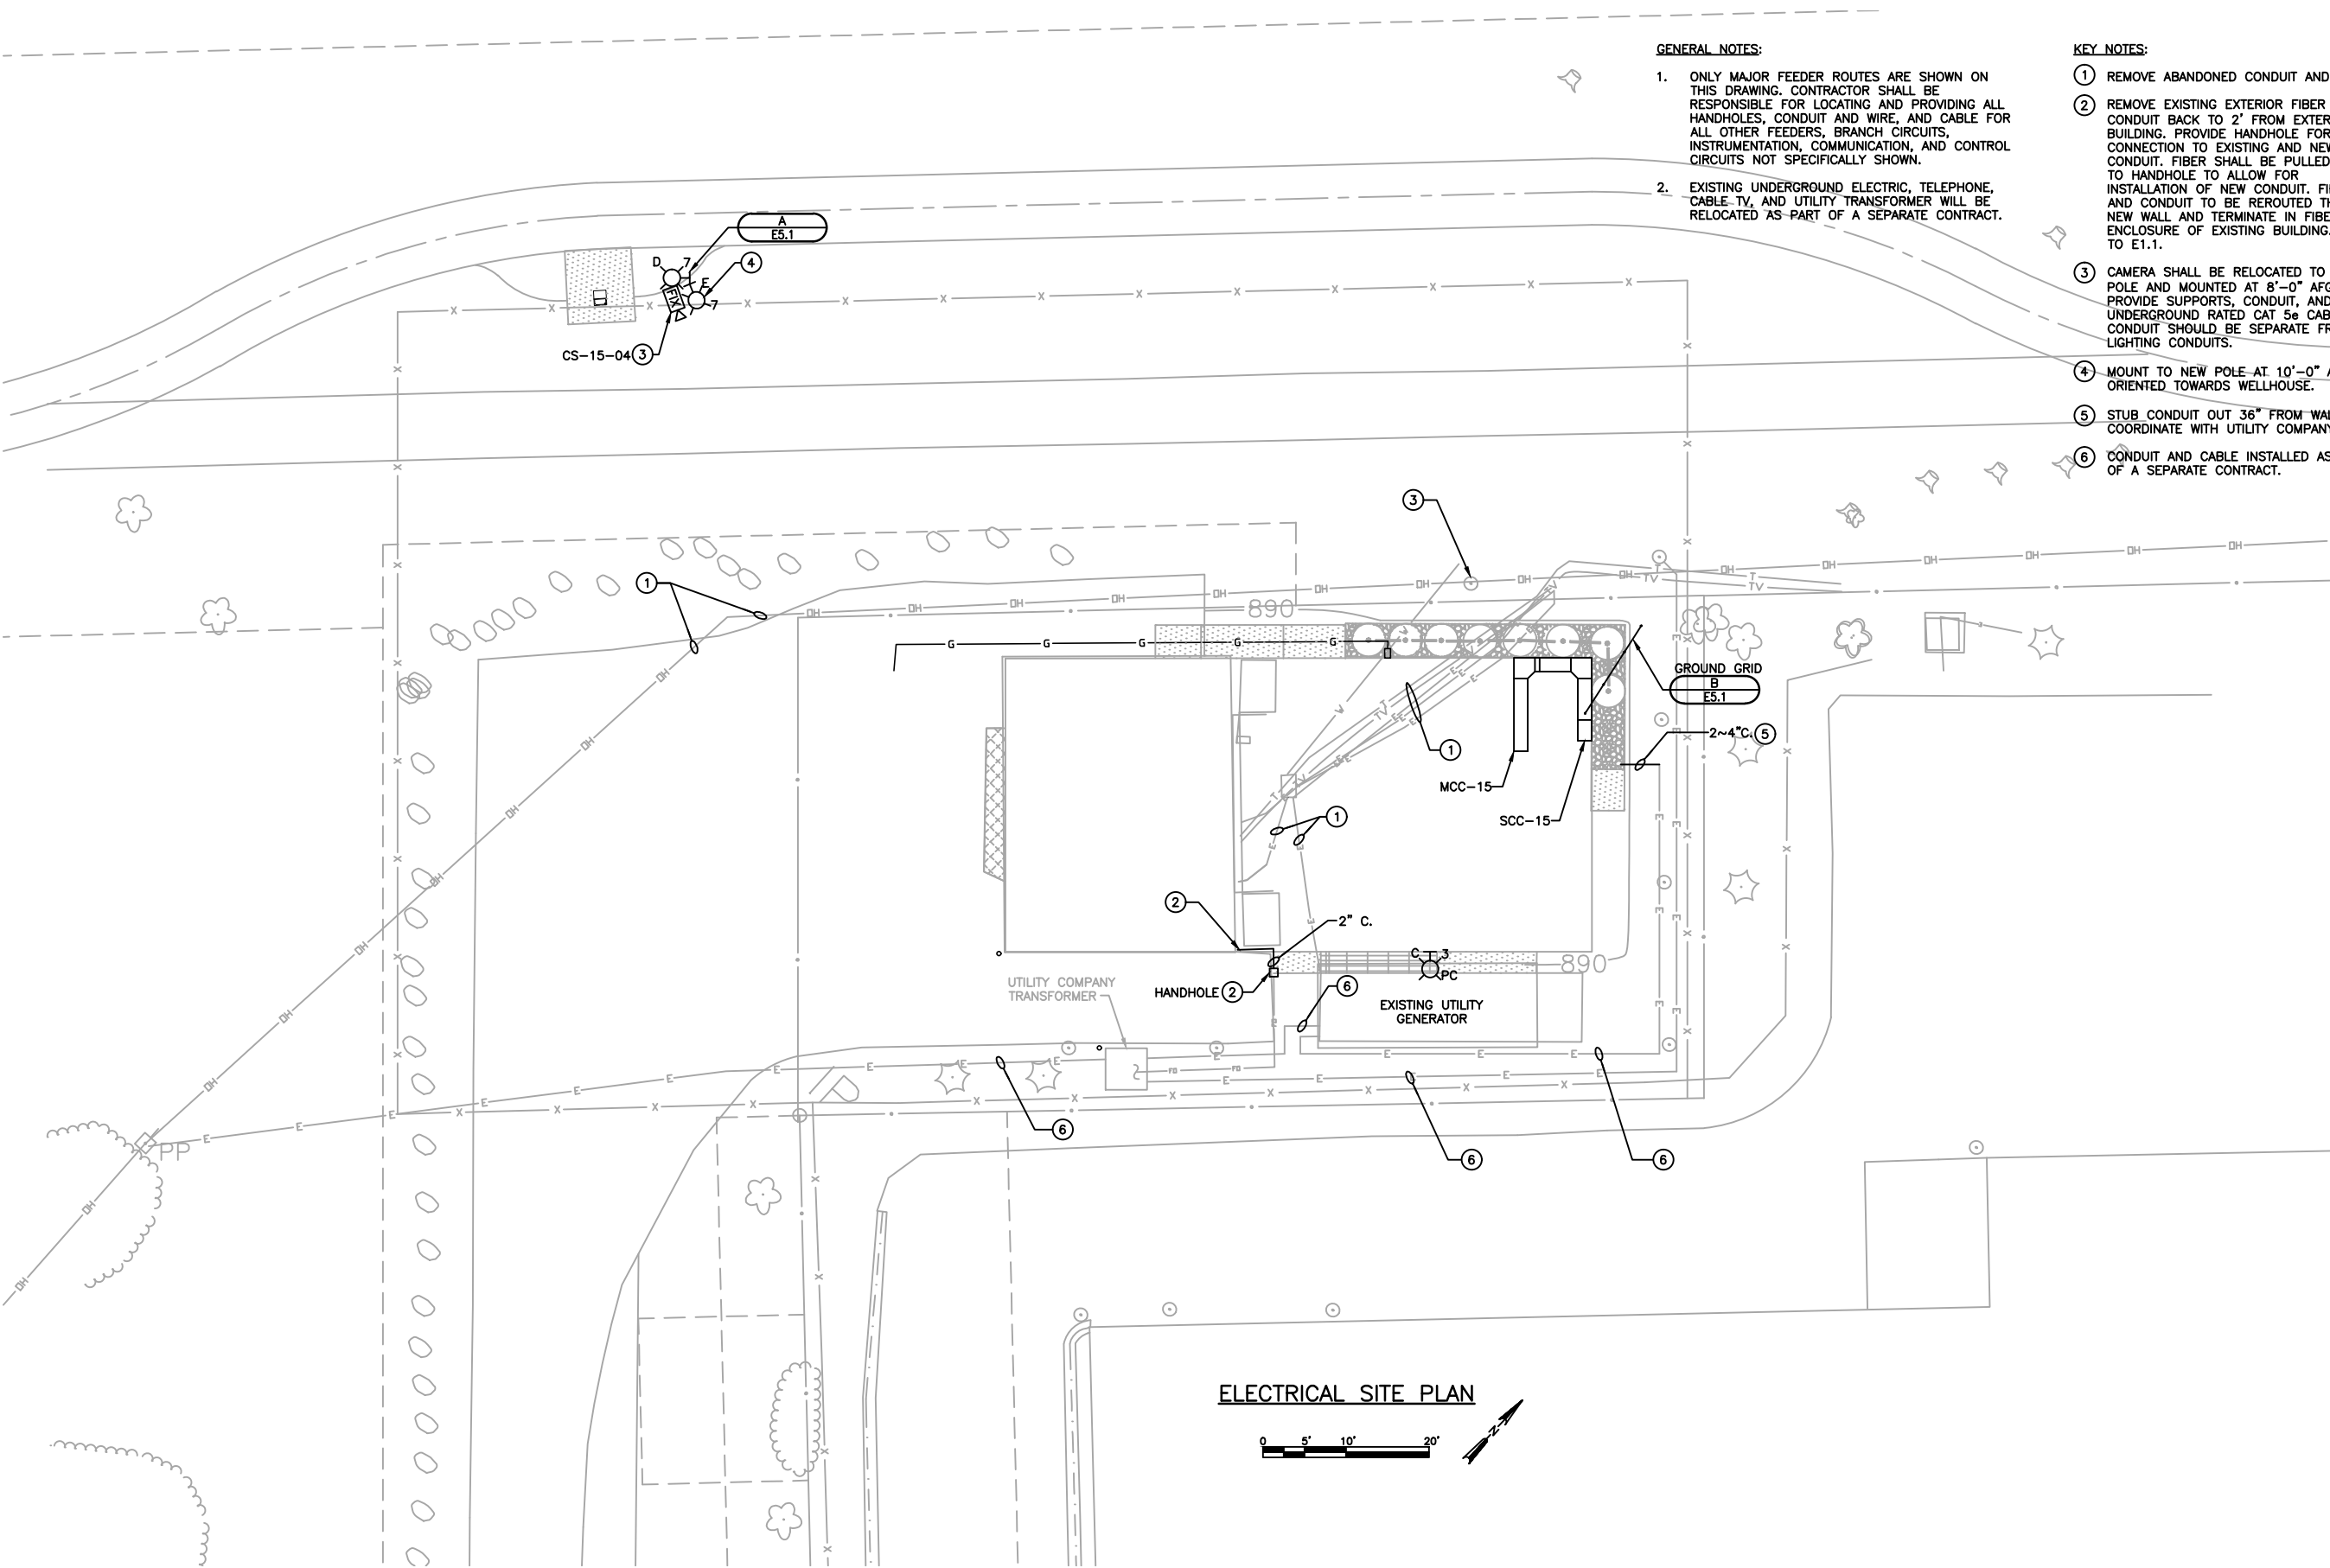 GENERAL NOTES:
1. ONLY MAJOR FEEDER ROUTES ARE SHOWN ON
THIS DRAWING. CONTRACTOR SHALL BE
RESPONSIBLE FOR LOCATING AND PROVIDING ALL
HANDHOLES, CONDUIT AND WIRE, AND CABLE FOR
ALL OTHER FEEDERS, BRANCH CIRCUITS,
INSTRUMENTATION, COMMUNICATION, AND CONTROL
CIRCUITS NOT SPECIFICALLY SHOWN.
2. EXISTING UNDERGROUND ELECTRIC, TELEPHONE,
CABLE TV, AND UTILITY TRANSFORMER WILL BE
RELOCATED AS PART OF A SEPARATE CONTRACT.
KEY NOTES:
1 REMOVE ABANDONED CONDUIT AND
2 REMOVE EXISTING EXTERIOR FIBER
CONDUIT BACK TO 2' FROM EXTER
BUILDING. PROVIDE HANDHOLE FOR
CONNECTION TO EXISTING AND NEW
CONDUIT. FIBER SHALL BE PULLED
TO HANDHOLE TO ALLOW FOR
INSTALLATION OF NEW CONDUIT. FI
AND CONDUIT TO BE REROUTED TH
NEW WALL AND TERMINATE IN FIBE
ENCLOSURE OF EXISTING BUILDING.
TO E1.1.
3 CAMERA SHALL BE RELOCATED TO
POLE AND MOUNTED AT 8'-0" AFG
PROVIDE SUPPORTS, CONDUIT, AND
UNDERGROUND RATED CAT 5e CAB
CONDUIT SHOULD BE SEPARATE FR
LIGHTING CONDUITS.
4 MOUNT TO NEW POLE AT 10'-0" A
ORIENTED TOWARDS WELLHOUSE.
5 STUB CONDUIT OUT 36" FROM WAL
COORDINATE WITH UTILITY COMPANY
6 CONDUIT AND CABLE INSTALLED AS
OF A SEPARATE CONTRACT.
A
E5.1
D 7
4
E
FIX
7
CS-15-04 3
3
1
890
GROUND GRID
B
E5.1
2~4"C. 5
1
MCC-15
SCC-15
1
2
2" C.
C 3
PC
890
UTILITY COMPANY
TRANSFORMER
HANDHOLE 2
6
EXISTING UTILITY
GENERATOR
6
6
6
PP
ELECTRICAL SITE PLAN
0 5' 10' 20'
N